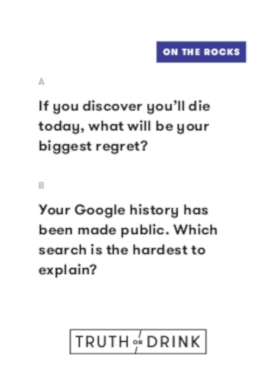 ON THE ROCKS
A
If you discover you'll die
today, what will be your
biggest regret?
B
Your Google history has
been made public. Which
search is the hardest to
explain?
TRUTH OR DRINK